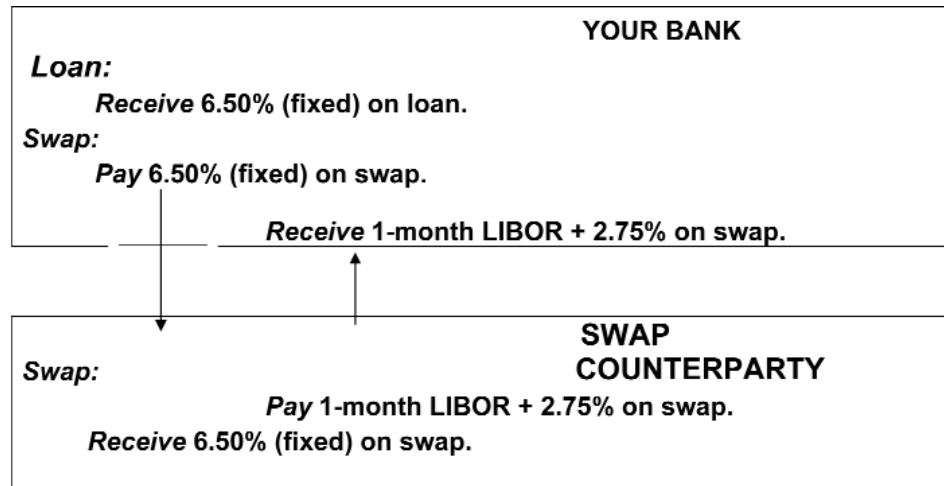 YOUR BANK
Loan:
Receive 6.50% (fixed) on loan.
Swap:
Pay 6.50% (fixed) on swap.
Receive 1-month LIBOR + 2.75% on swap.
SWAP
COUNTERPARTY
Swap:
Pay 1-month LIBOR + 2.75% on swap.
Receive 6.50% (fixed) on swap.